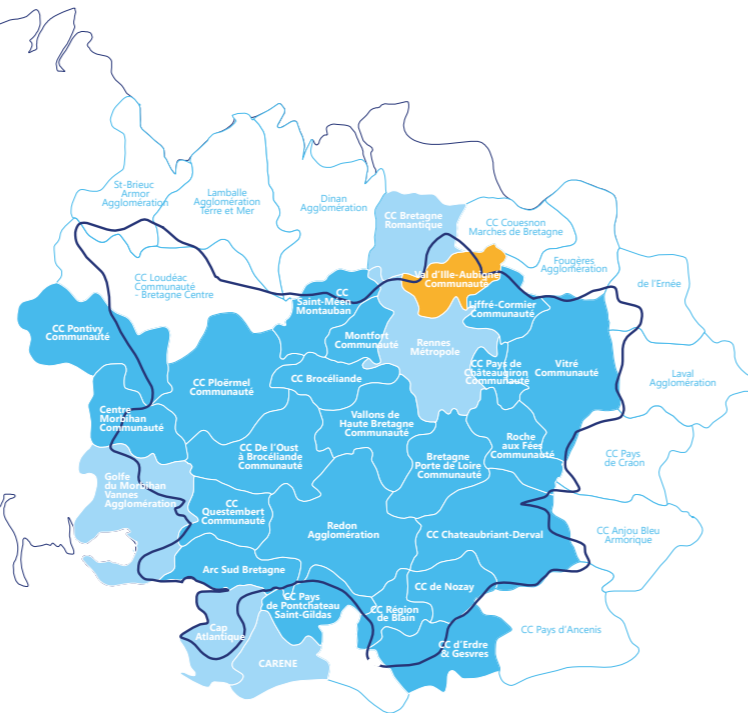 St-Brieuc
Armor
Agglomération
Lamballe
Agglomération
Terre et Mer
Dinan
Agglomération
CC Bretagne
Romantique
CC Couesnon
Marches de Bretagne
Fougères
Agglomération
de l'Ernée
CC Loudéac
Communauté
- Bretagne Centre
Val d'Ille-Aubigné
Communauté
CC
Saint-Méen
Montauban
Liffré-Cormier
Communauté
CC Pontivy
Communauté
Montfort
Communauté
Rennes
Métropole
CC Pays de
Châteaugiron
Communauté
Vitré
Communauté
Laval
Agglomération
CC Ploërmel
Communauté
CC Brocéliande
Centre
Morbihan
Communauté
Vallons de
Haute Bretagne
Communauté
Roche
aux Fées
Communauté
CC De l'Oust
à Brocéliande
Communauté
Bretagne
Porte de Loire
Communauté
CC Pays
de Craon
Golfe
du Morbihan
Vannes
Agglomération
CC
Questembert
Communauté
Redon
Agglomération
CC Chateaubriant-Derval
CC Anjou Bleu
Armorique
Arc Sud Bretagne
CC de Nozay
CC Pays
de Pontchateau
Saint-Gildas
CC Région
de Blain
Cap
Atlantique
CC Pays d'Ancenis
CC d'Erdre
& Gesvres
CARENE